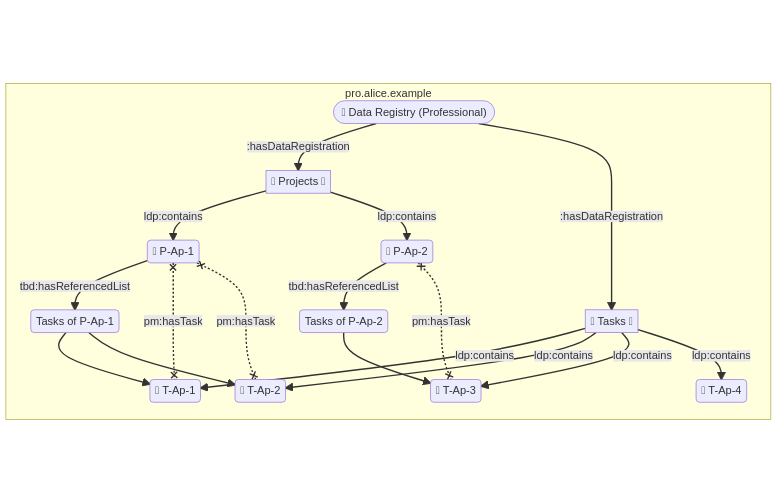 pro.alice.example
Data Registry (Professional)
:hasDataRegistration
Projects
ldp:contains
ldp:contains
:hasDataRegistration
P-Ap-1
P-Ap-2
tbd:hasReferencedList
tbd:hasReferencedList
Tasks of P-Ap-1
pm:hasTask
pm:hasTask
Tasks of P-Ap-2
pm:hasTask
Tasks
ldp:contains
ldp:contains
ldp:contains
ldp:contains
T-Ap-1
T-Ap-2
T-Ap-3
T-Ap-4